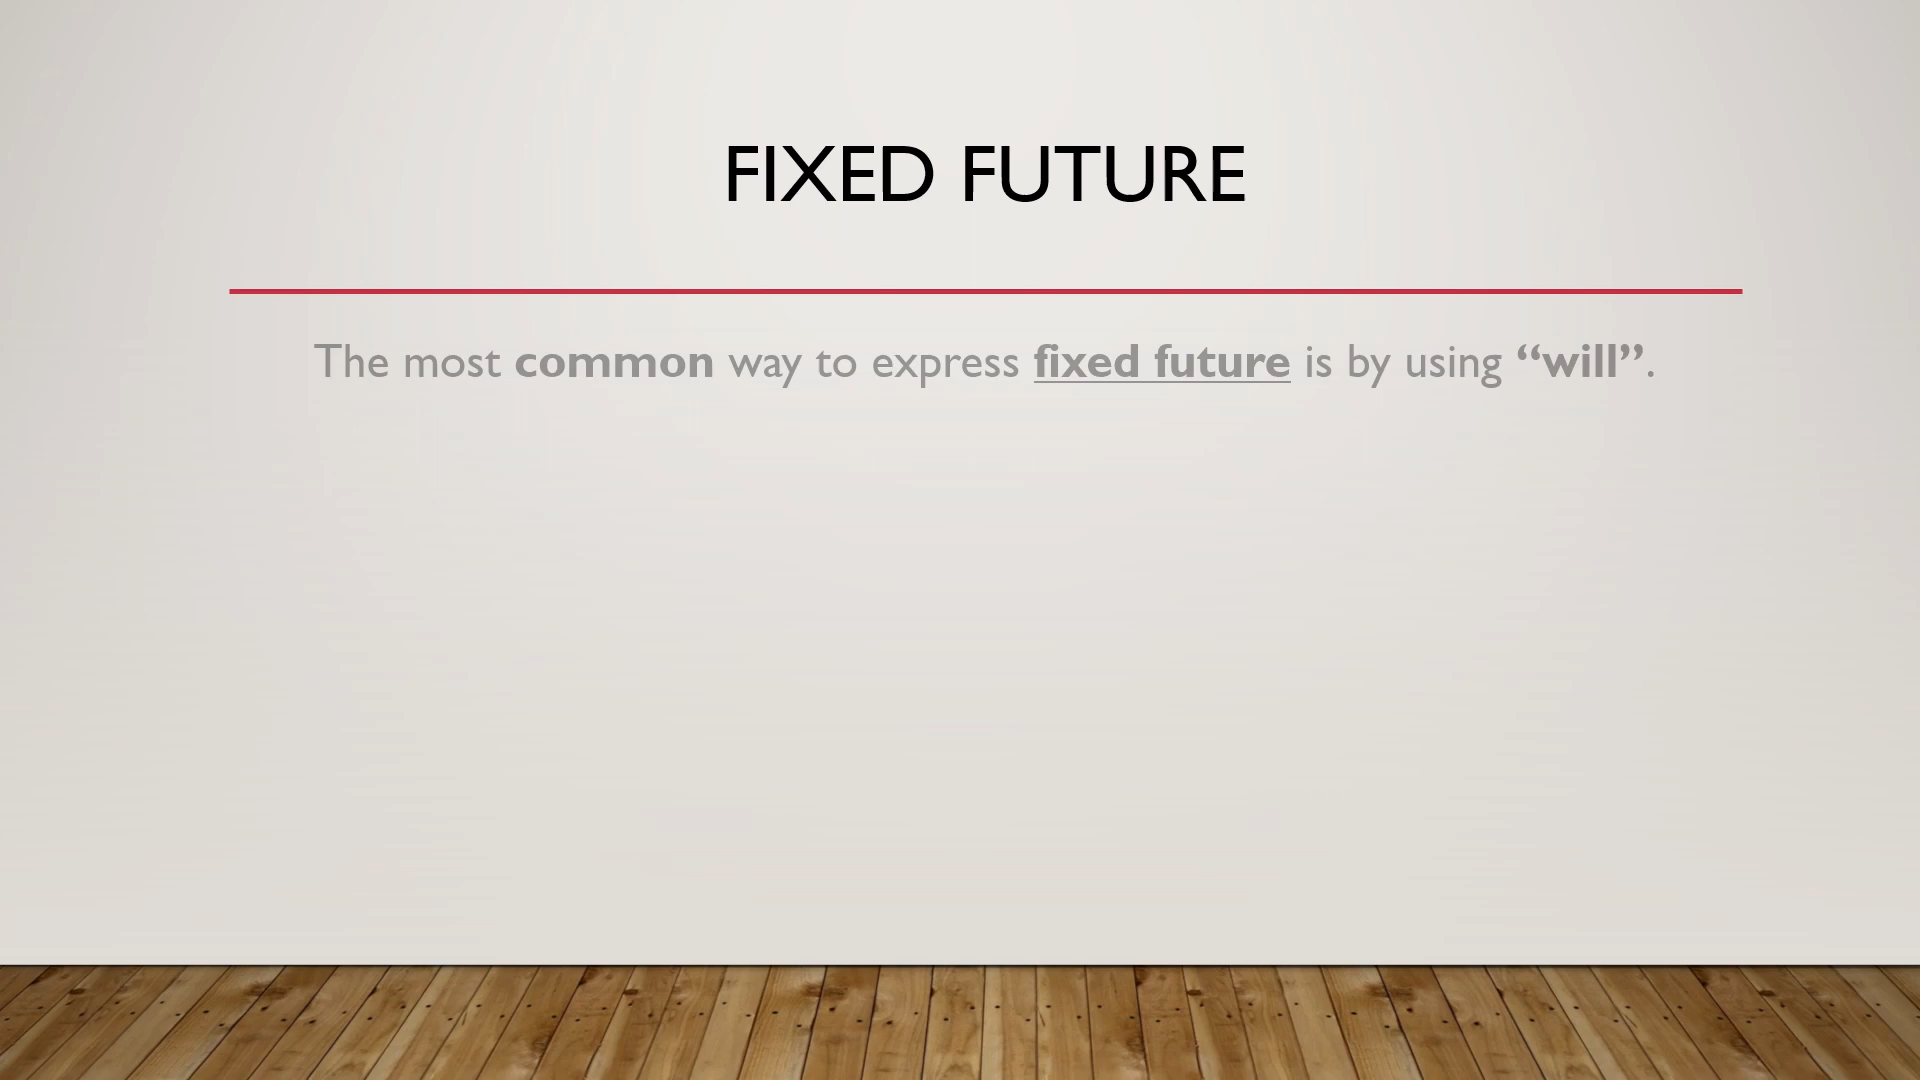 FIXED FUTURE
The most common way to express fixed future is by using “will”.